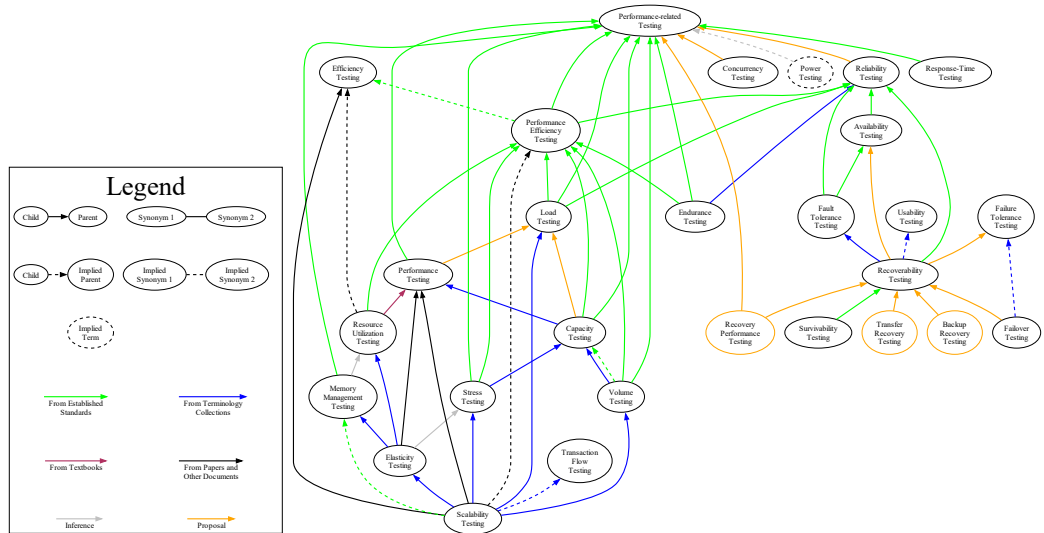 Performance-related
Testing
Efficiency
Testing
Concurrency
Testing
Power
Testing
Reliability
Testing
Response-Time
Testing
Performance
Efficiency
Testing
Availability
Testing
Legend
Child
Parent
Synonym 1
Synonym 2
Load
Testing
Endurance
Testing
Fault
Tolerance
Testing
Usability
Testing
Failure
Tolerance
Testing
Child
Implied
Parent
Implied
Synonym 1
Implied
Synonym 2
Performance
Testing
Recoverability
Testing
Implied
Term
Resource
Utilization
Testing
Capacity
Testing
Recovery
Performance
Testing
Survivability
Testing
Transfer
Recovery
Testing
Backup
Recovery
Testing
Failover
Testing
From Established
Standards
From Terminology
Collections
Memory
Management
Testing
Stress
Testing
Volume
Testing
From Textbooks
From Papers and
Other Documents
Elasticity
Testing
Transaction
Flow
Testing
Inference
Proposal
Scalability
Testing